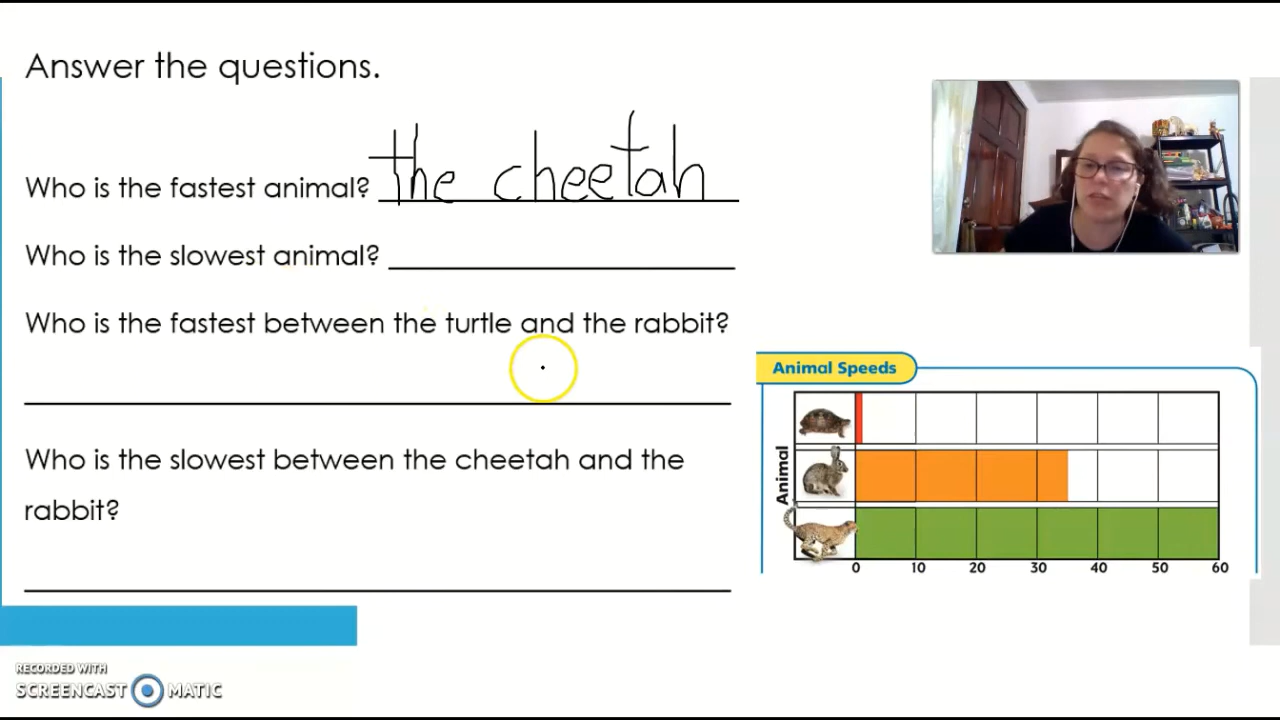 Answer the questions.
Who is the fastest animal? the cheetah
Who is the slowest animal?
Who is the fastest between the turtle and the rabbit?
Who is the slowest between the cheetah and the
rabbit?
Animal Speeds
Animal
0 10 20 30 40 50 60
RECORDED WITH
SCREENCAST MATIC